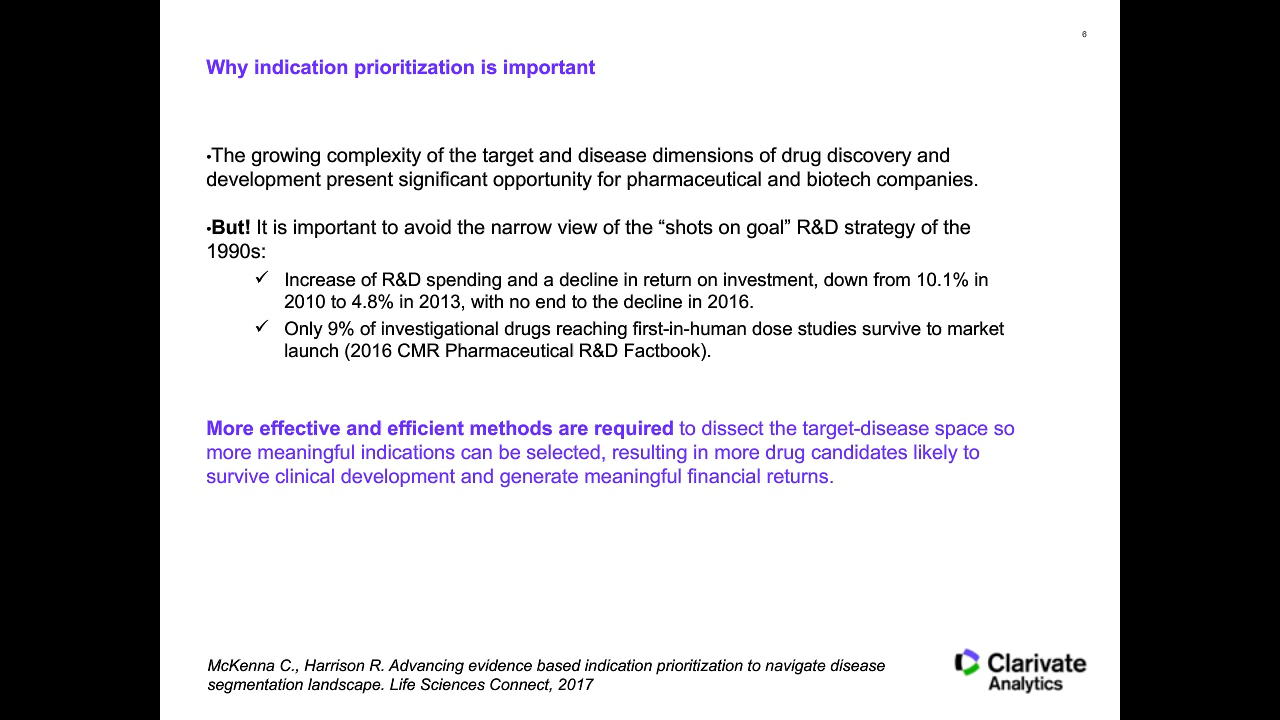 6
Why indication prioritization is important
•The growing complexity of the target and disease dimensions of drug discovery and
development present significant opportunity for pharmaceutical and biotech companies.
•But! It is important to avoid the narrow view of the “shots on goal” R&D strategy of the
1990s:
✓ Increase of R&D spending and a decline in return on investment, down from 10.1% in
2010 to 4.8% in 2013, with no end to the decline in 2016.
✓ Only 9% of investigational drugs reaching first-in-human dose studies survive to market
launch (2016 CMR Pharmaceutical R&D Factbook).
More effective and efficient methods are required to dissect the target-disease space so
more meaningful indications can be selected, resulting in more drug candidates likely to
survive clinical development and generate meaningful financial returns.
McKenna C., Harrison R. Advancing evidence based indication prioritization to navigate disease
segmentation landscape. Life Sciences Connect, 2017
Clarivate
Analytics